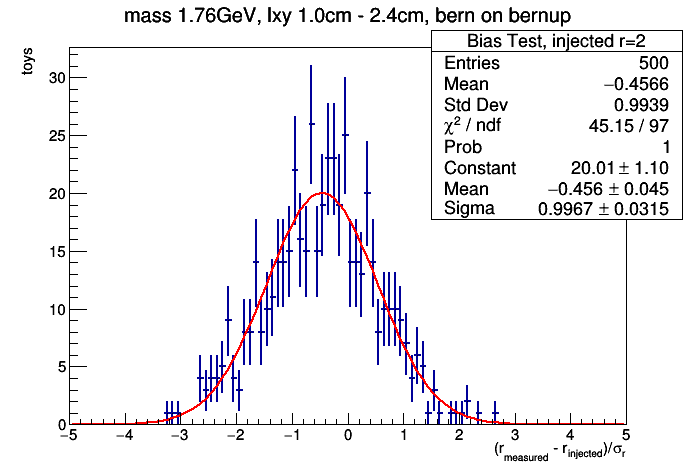 mass 1.76GeV, lxy 1.0cm - 2.4cm, bern on bernup
Bias Test, injected r=2
Entries 500
Mean −0.4566
Std Dev 0.9939
χ² / ndf 45.15 / 97
Prob 1
Constant 20.01 ± 1.10
Mean −0.456 ± 0.045
Sigma 0.9967 ± 0.0315
toys
30
25
20
15
10
5
0
−5 −4 −3 −2 −1 0 1 2 3 4 5
(r_measured - r_injected)/σ_r